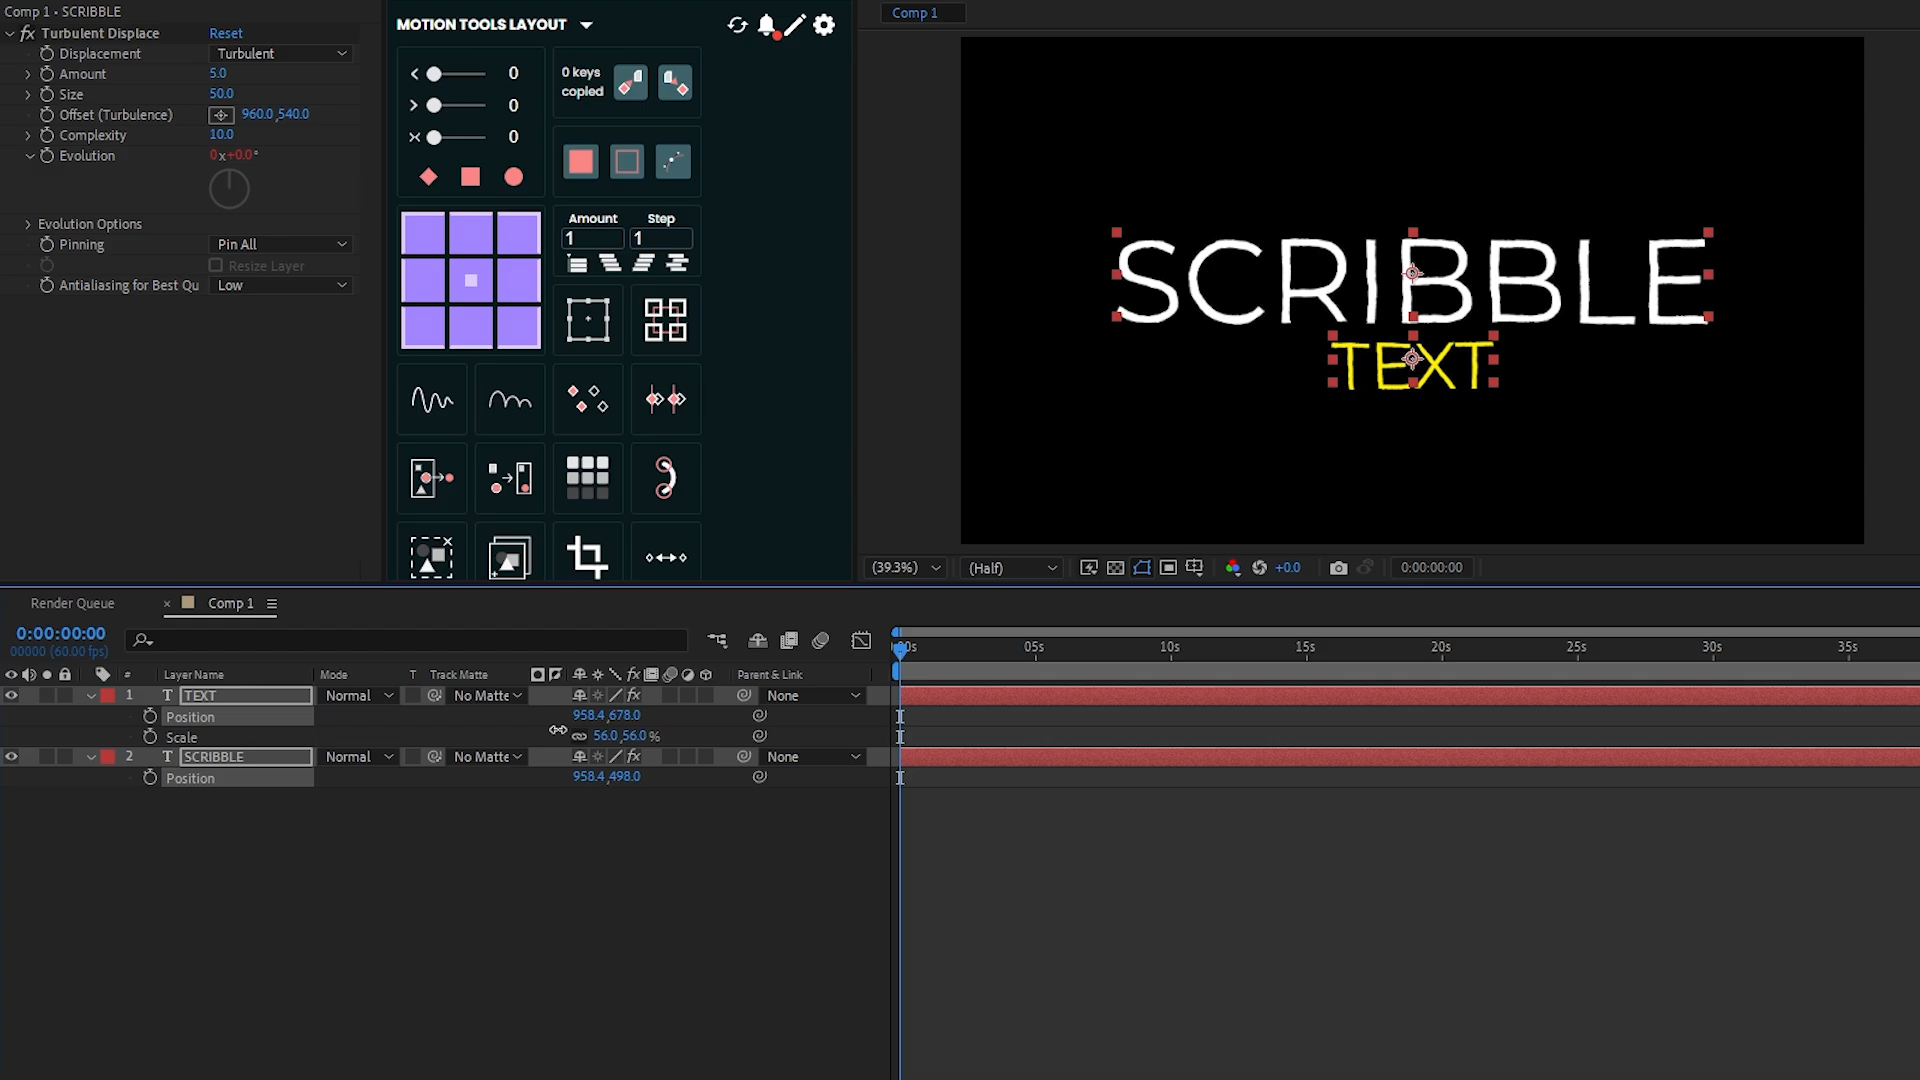 Comp 1 • SCRIBBLE
fx Turbulent Displace Reset
Displacement Turbulent
Amount 5.0
Size 50.0
Offset (Turbulence) 960.0,540.0
Complexity 10.0
Evolution 0x+0.0°
Evolution Options
Pinning Pin All
Resize Layer
Antialiasing for Best Qu Low
MOTION TOOLS LAYOUT
0
0
0
0 keys
copied
Amount Step
1 1
Comp 1
SCRIBBLE
TEXT
(39.3%) (Half) +0.0 0:00:00:00
Render Queue × Comp 1
0:00:00:00
00000 (60.00 fps)
# Layer Name Mode T Track Matte fx Parent & Link
1 T TEXT Normal No Matte fx None
Position 958.4,678.0
Scale 56.0,56.0%
2 T SCRIBBLE Normal No Matte fx None
Position 958.4,498.0
00s 05s 10s 15s 20s 25s 30s 35s